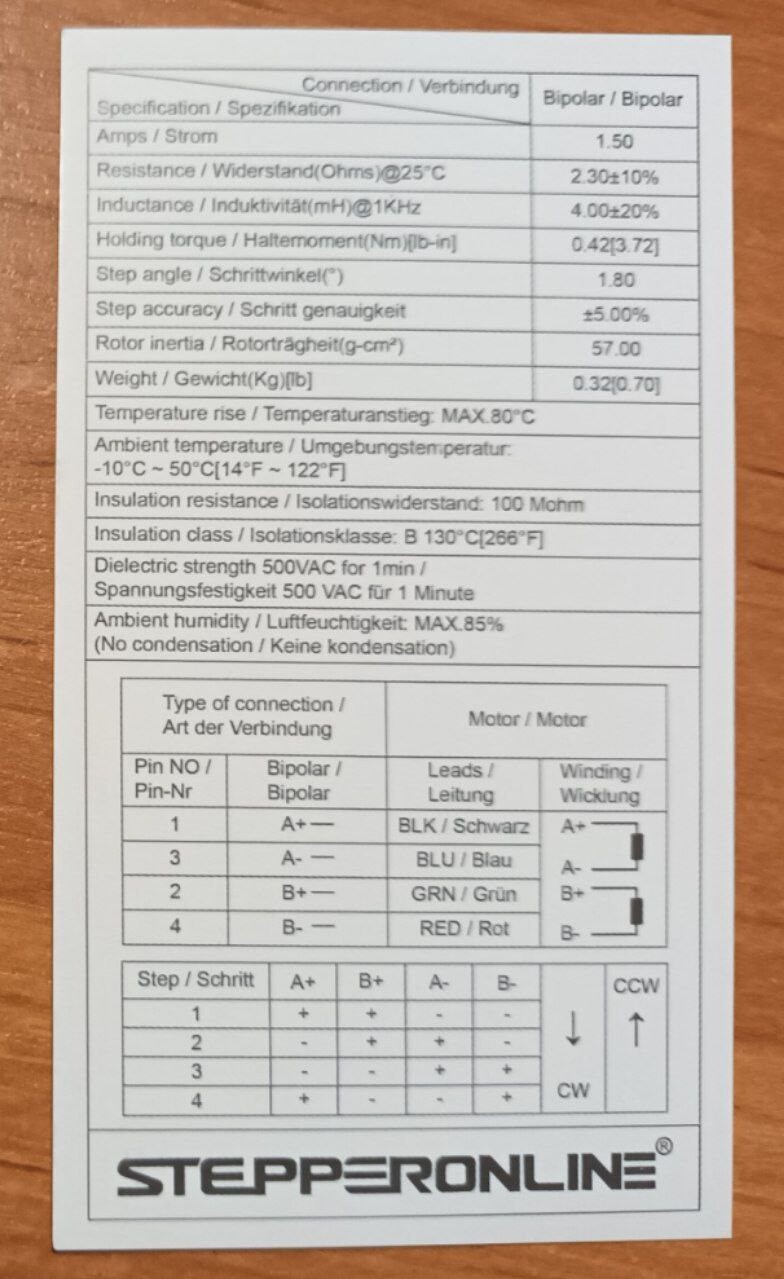 Connection / Verbindung
Specification / Spezifikation
Bipolar / Bipolar
Amps / Strom 1.50
Resistance / Widerstand(Ohms)@25°C 2.30±10%
Inductance / Induktivität(mH)@1KHz 4.00±20%
Holding torque / Haltemoment(Nm)[lb-in] 0.42[3.72]
Step angle / Schrittwinkel(°) 1.80
Step accuracy / Schritt genauigkeit ±5.00%
Rotor inertia / Rotorträgheit(g-cm²) 57.00
Weight / Gewicht(Kg)[lb] 0.32[0.70]
Temperature rise / Temperaturanstieg: MAX.80°C
Ambient temperature / Umgebungstemperatur:
-10°C ~ 50°C[14°F ~ 122°F]
Insulation resistance / Isolationswiderstand: 100 Mohm
Insulation class / Isolationsklasse: B 130°C[266°F]
Dielectric strength 500VAC for 1min /
Spannungsfestigkeit 500 VAC für 1 Minute
Ambient humidity / Luftfeuchtigkeit: MAX.85%
(No condensation / Keine kondensation)
Type of connection /
Art der Verbindung
Motor / Motor
Pin NO /
Pin-Nr
Bipolar /
Bipolar
Leads /
Leitung
Winding /
Wicklung
1 A+ — BLK / Schwarz A+
3 A- — BLU / Blau A-
2 B+ — GRN / Grün B+
4 B- — RED / Rot B-
Step / Schritt A+ B+ A- B- CCW
1 + + - -
2 - + + - ↓ ↑
3 - - + +
4 + - - + CW
STEPPERONLINE®